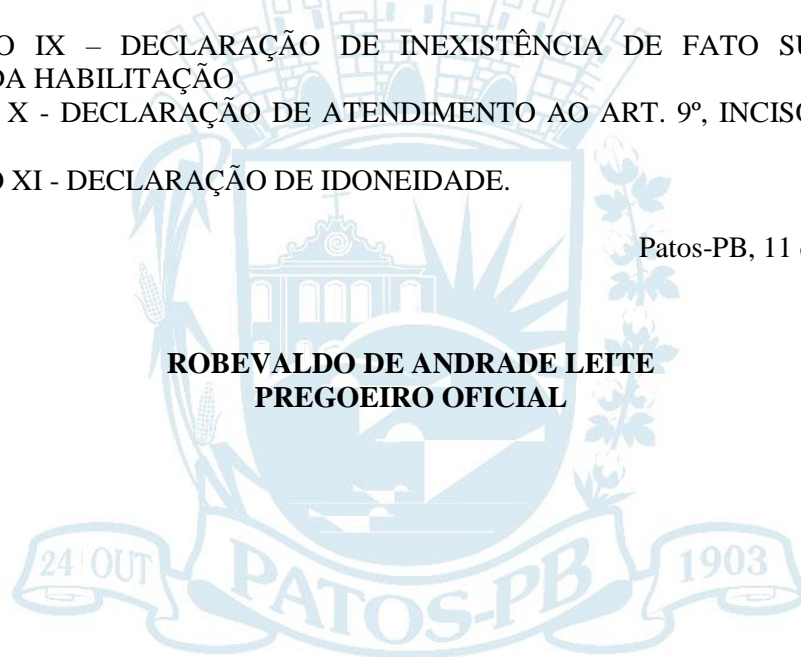 O IX – DECLARAÇÃO DE INEXISTÊNCIA DE FATO SU
DA HABILITAÇÃO
X - DECLARAÇÃO DE ATENDIMENTO AO ART. 9º, INCISO
O XI - DECLARAÇÃO DE IDONEIDADE.
Patos-PB, 11
ROBEVALDO DE ANDRADE LEITE
PREGOEIRO OFICIAL
24 OUT PATOS-PB 1903